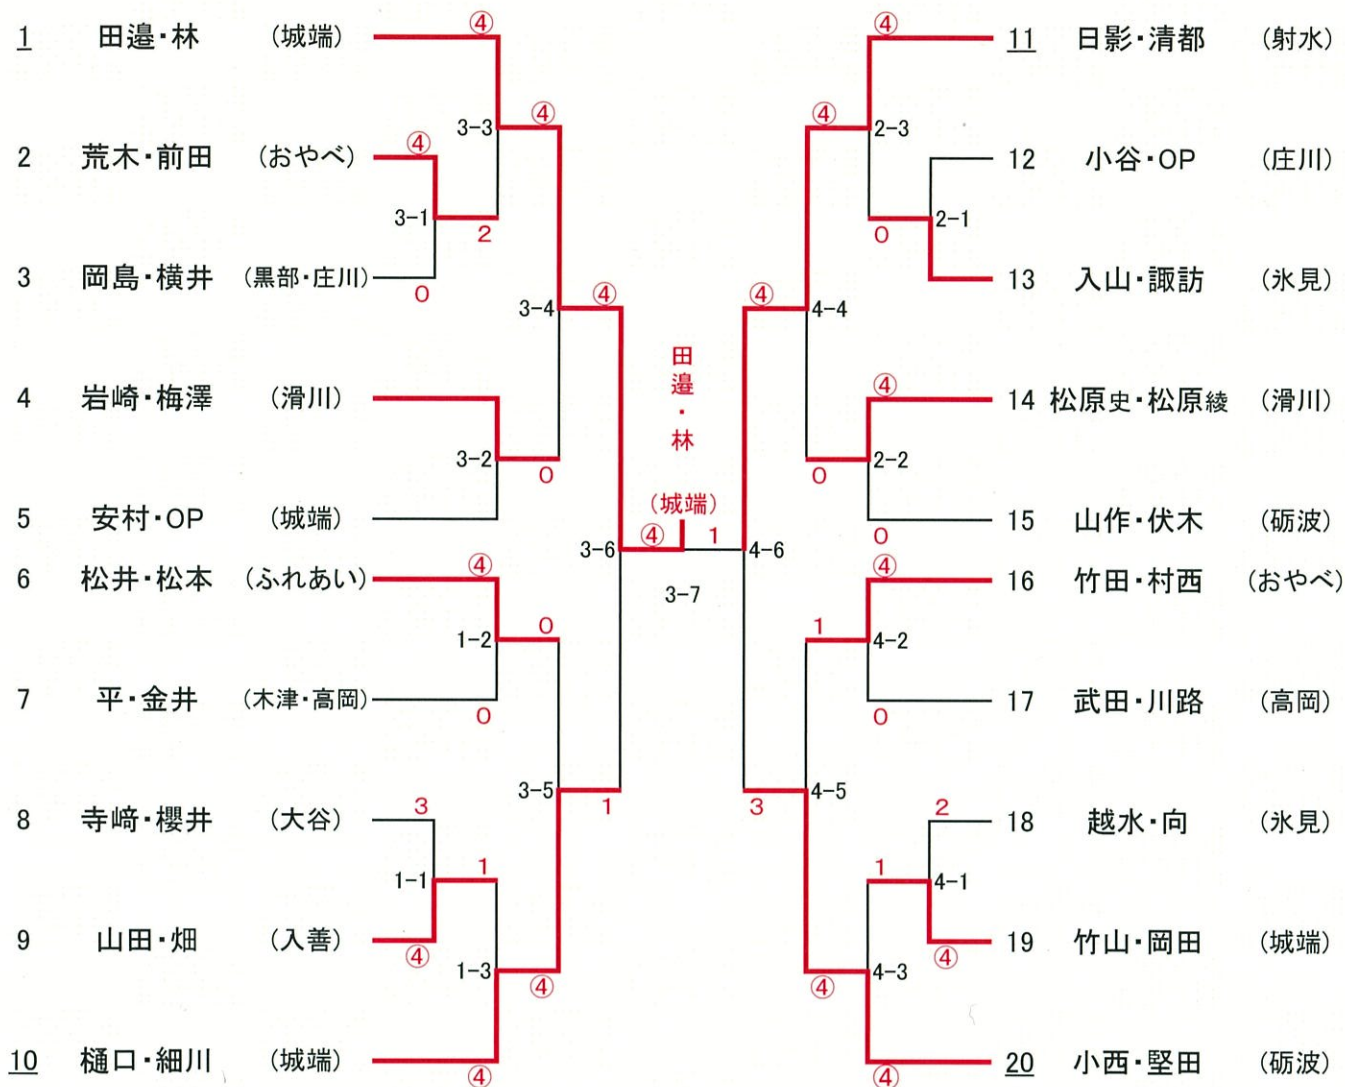 1 田邉・林 (城端) ④
④ 11 日影・清都 (射水)
3-3 ④
④ 2-3
2 荒木・前田 (おやべ) ④
12 小谷・OP (庄川)
3-1 2
0 2-1
3 岡島・横井 (黒部・庄川) 0
13 入山・諏訪 (氷見)
3-4 ④
④ 4-4
田邉・林
(城端)
4 岩崎・梅澤 (滑川)
④ 14 松原史・松原綾 (滑川)
3-2 0
0 2-2
5 安村・OP (城端)
0 15 山作・伏木 (砺波)
3-6 ④ 1 4-6
3-7
6 松井・松本 (ふれあい) ④
④ 16 竹田・村西 (おやべ)
1-2 0
1 4-2
7 平・金井 (木津・高岡) 0
0 17 武田・川路 (高岡)
3-5 1
3 4-5
8 寺﨑・櫻井 (大谷) 3
2 18 越水・向 (氷見)
1-1 1
1 4-1
9 山田・畑 (入善) ④
④ 19 竹山・岡田 (城端)
1-3 ④
④ 4-3
10 樋口・細川 (城端) ④
④ 20 小西・堅田 (砺波)